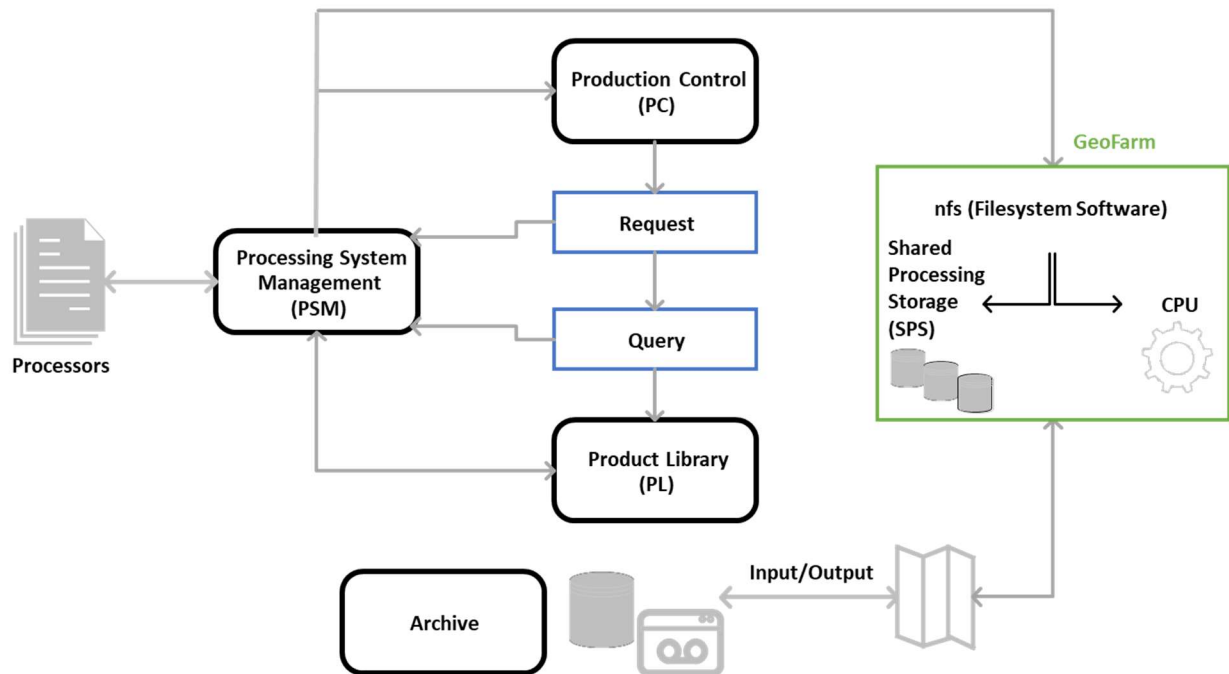 Production Control
(PC)
GeoFarm
Request
nfs (Filesystem Software)
Processing System
Management
(PSM)
Shared
Processing
Storage
(SPS)
CPU
Query
Processors
Product Library
(PL)
Input/Output
Archive